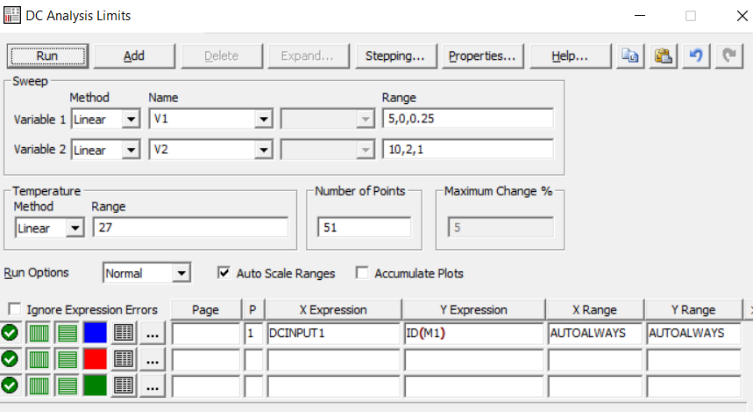 DC Analysis Limits
Run Add Delete Expand... Stepping... Properties... Help...
Sweep
Method Name Range
Variable 1 Linear V1 5,0,0.25
Variable 2 Linear V2 10,2,1
Temperature Number of Points Maximum Change %
Method Range
Linear 27 51 5
Run Options Normal Auto Scale Ranges Accumulate Plots
Ignore Expression Errors Page P X Expression Y Expression X Range Y Range
... 1 DCINPUT1 ID(M1) AUTOALWAYS AUTOALWAYS
...
...